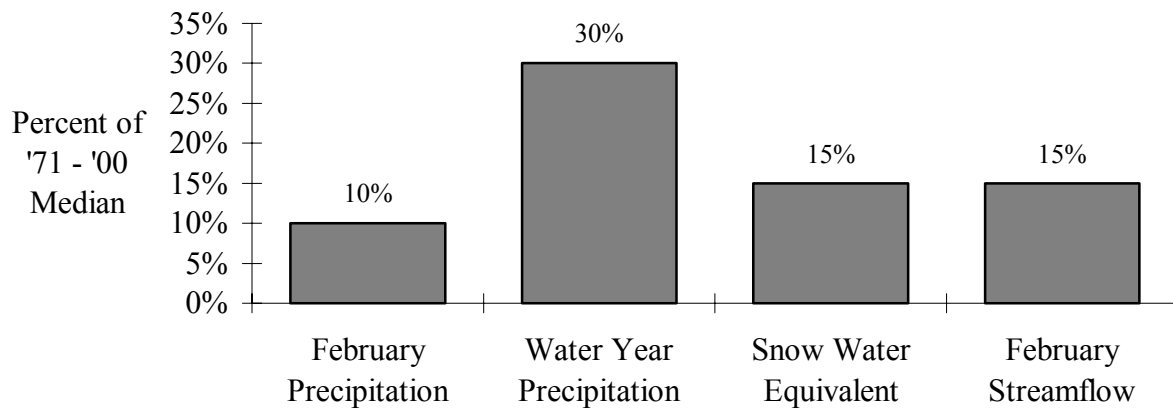 35%
30%
25%
20%
15%
10%
5%
0%
Percent of
'71 - '00
Median
10%
30%
15%
15%
February
Precipitation
Water Year
Precipitation
Snow Water
Equivalent
February
Streamflow